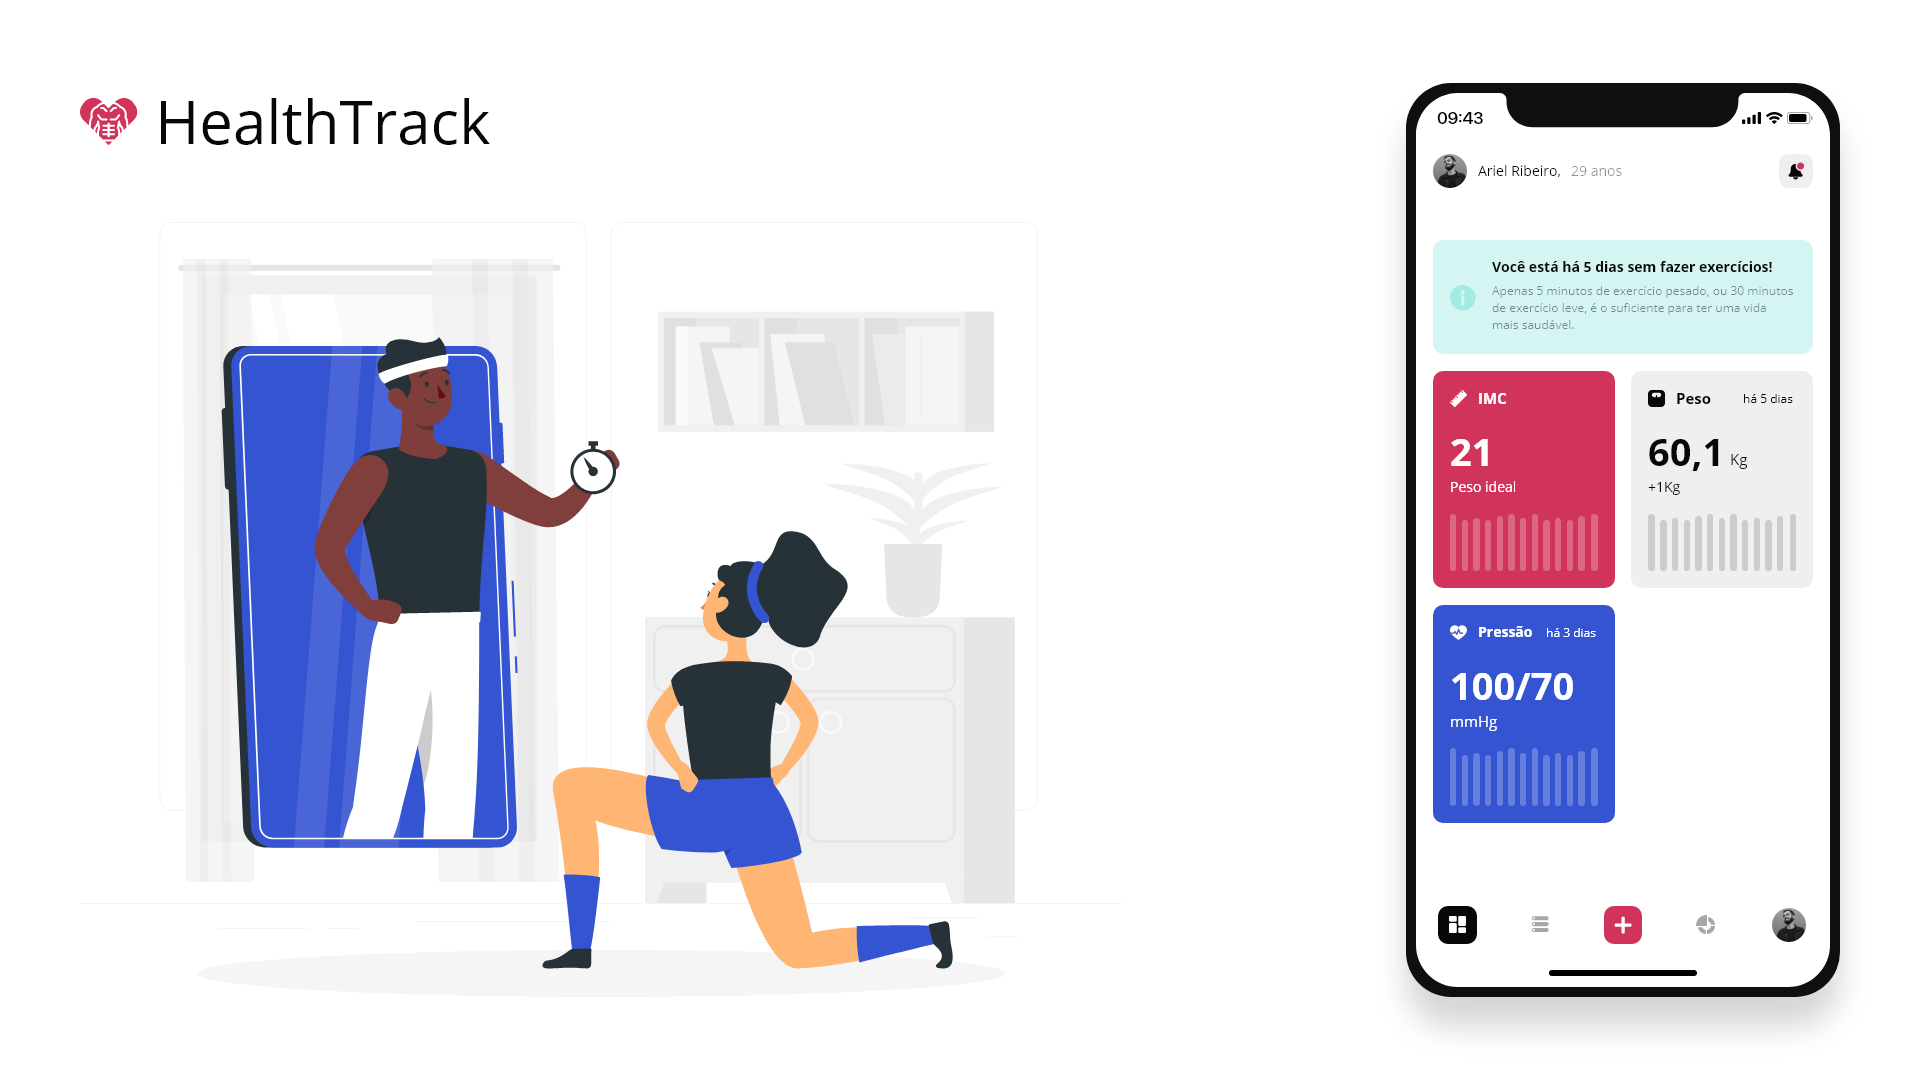 HealthTrack
09:43
Ariel Ribeiro, 29 anos
Você está há 5 dias sem fazer exercícios!
Apenas 5 minutos de exercício pesado, ou 30 minutos
de exercício leve, é o suficiente para ter uma vida
mais saudável.
IMC
21
Peso ideal
Peso há 5 dias
60,1 Kg
+1Kg
Pressão há 3 dias
100/70
mmHg